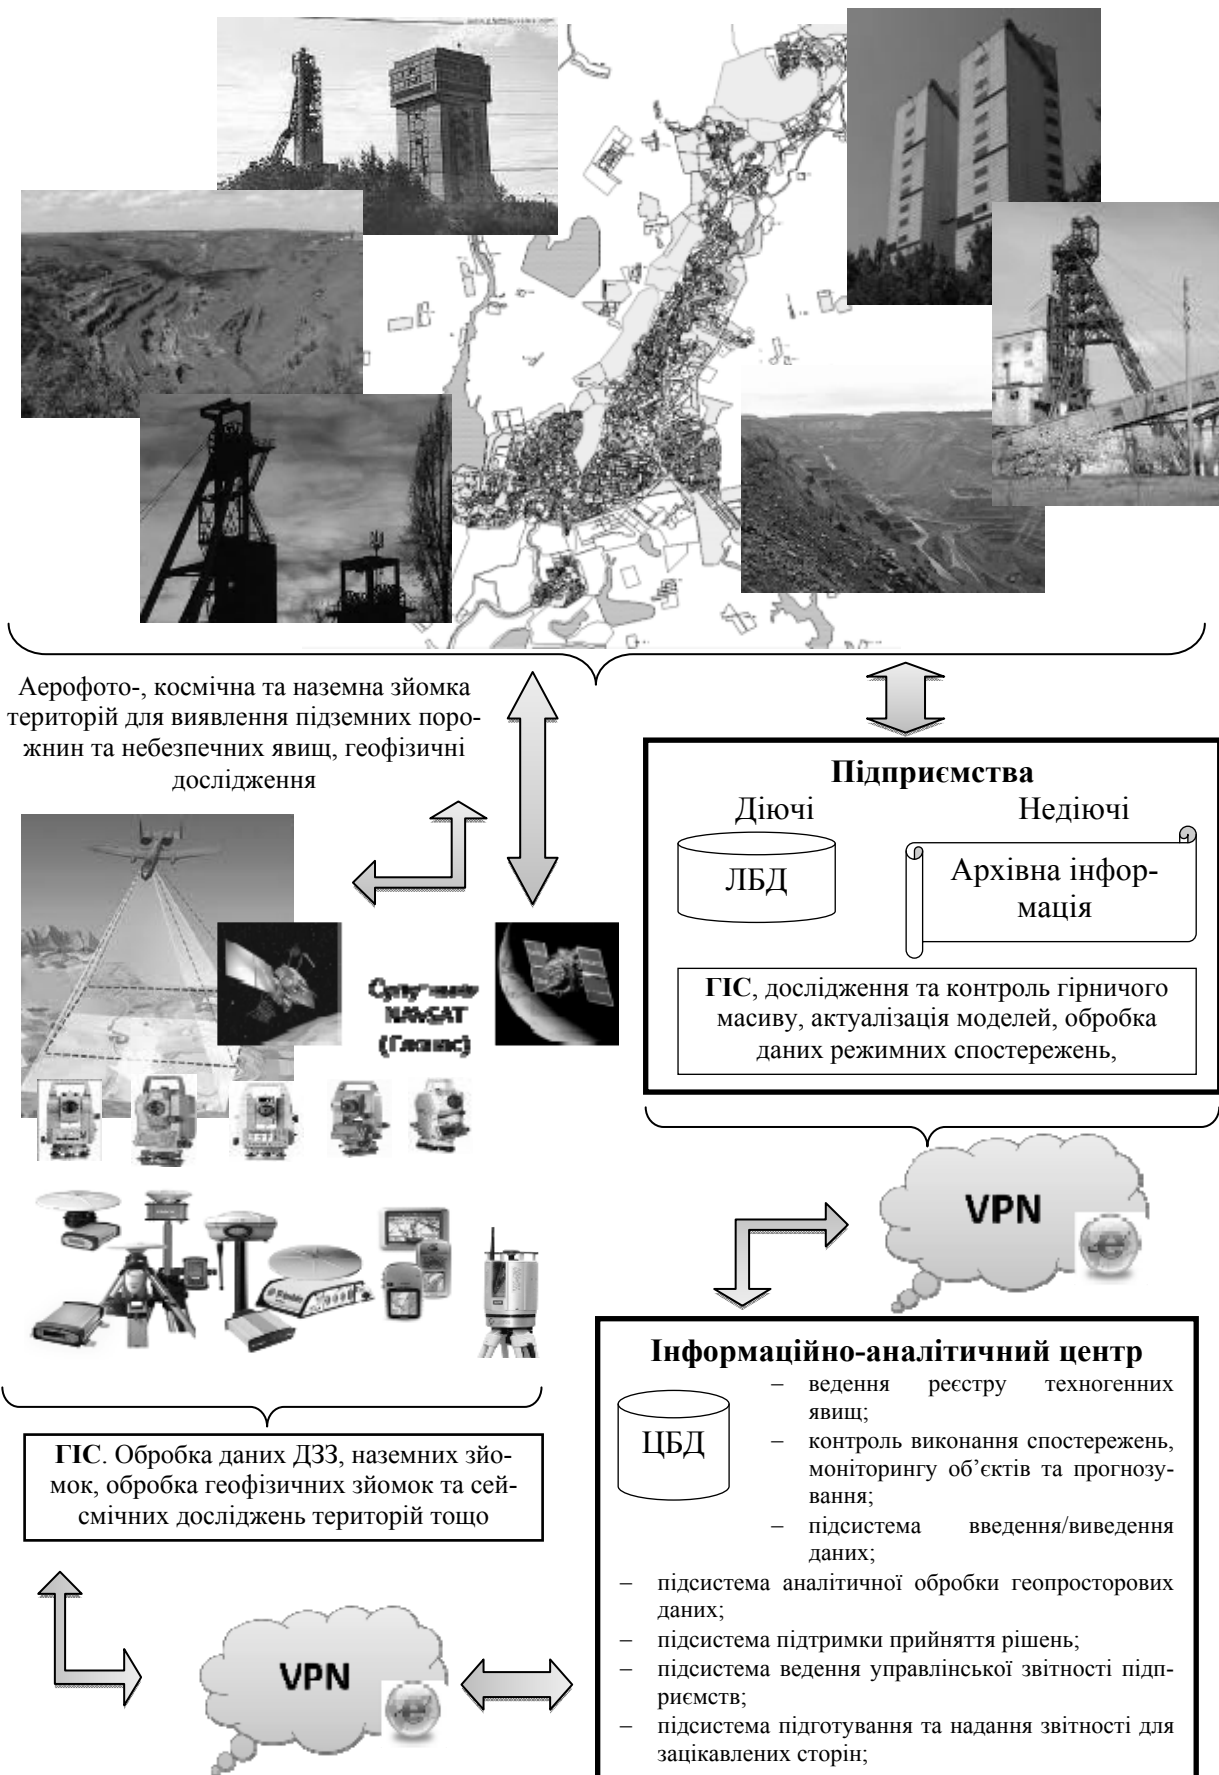 Аерофото-, космічна та наземна зйомка
територій для виявлення підземних поро-
жнин та небезпечних явищ, геофізичні
дослідження
Підприємства
Діючі
Недіючі
ЛБД
Архівна інфор-
мація
ГІС, дослідження та контроль гірничого
масиву, актуалізація моделей, обробка
даних режимних спостережень,
NAVSAT
VPN
Інформаційно-аналітичний центр
ЦБД
– ведення реєстру техногенних
явищ;
– контроль виконання спостережень,
моніторингу об’єктів та прогнозу-
вання;
– підсистема введення/виведення
даних;
– підсистема аналітичної обробки геопросторових
даних;
– підсистема підтримки прийняття рішень;
– підсистема ведення управлінської звітності підп-
риємств;
– підсистема підготування та надання звітності для
зацікавлених сторін;
ГІС. Обробка даних ДЗЗ, наземних зйо-
мок, обробка геофізичних зйомок та сей-
смічних досліджень територій тощо
VPN